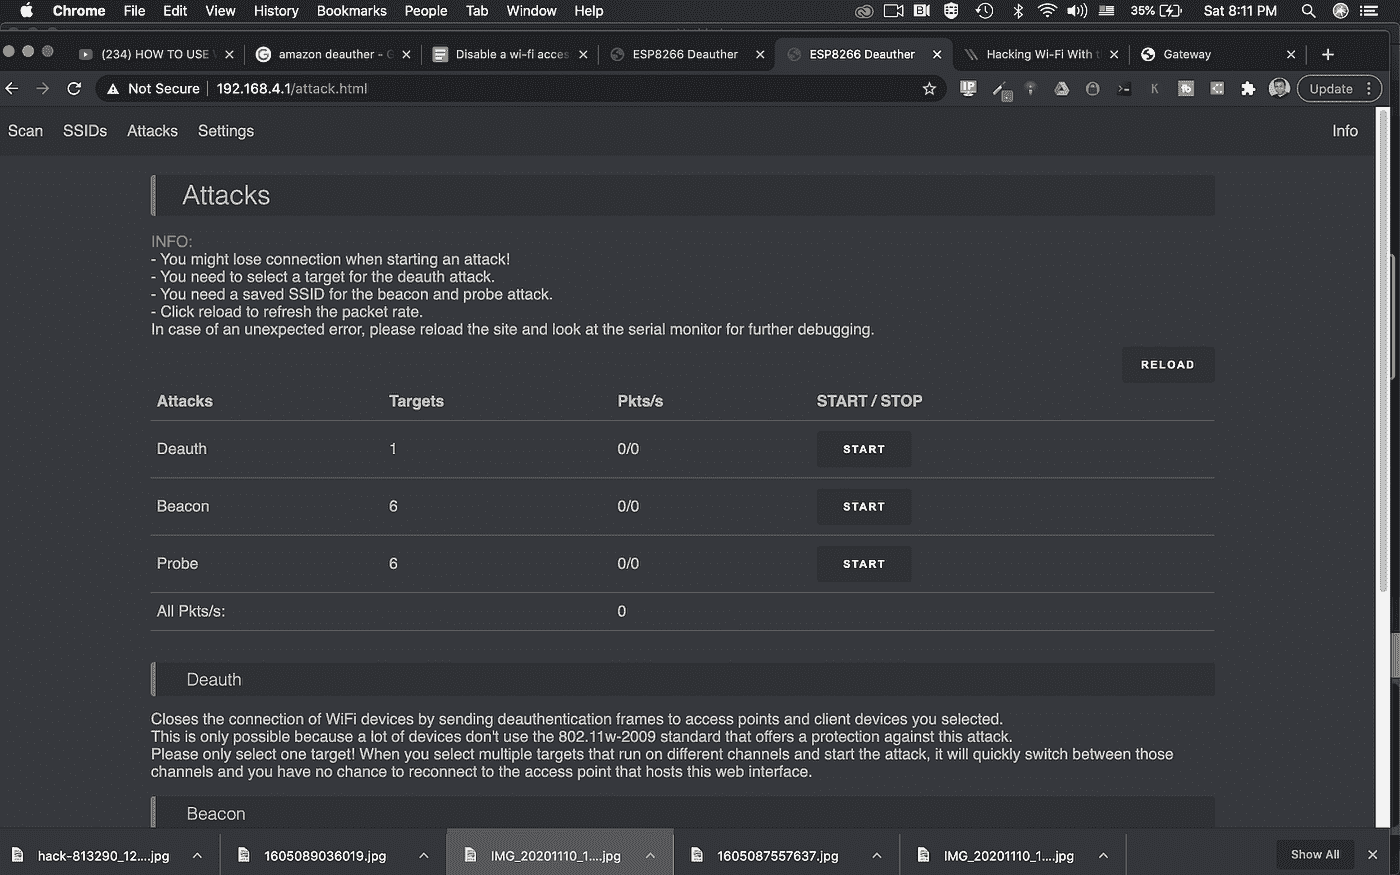 Chrome File Edit View History Bookmarks People Tab Window Help 35% Sat 8:11 PM
(234) HOW TO USE amazon deauther - G Disable a wi-fi acces ESP8266 Deauther ESP8266 Deauther Hacking Wi-Fi With t Gateway
Not Secure 192.168.4.1/attack.html Update
Scan SSIDs Attacks Settings Info
Attacks
INFO:
- You might lose connection when starting an attack!
- You need to select a target for the deauth attack.
- You need a saved SSID for the beacon and probe attack.
- Click reload to refresh the packet rate.
In case of an unexpected error, please reload the site and look at the serial monitor for further debugging.
RELOAD
Attacks Targets Pkts/s START / STOP
Deauth 1 0/0 START
Beacon 6 0/0 START
Probe 6 0/0 START
All Pkts/s: 0
Deauth
Closes the connection of WiFi devices by sending deauthentication frames to access points and client devices you selected.
This is only possible because a lot of devices don't use the 802.11w-2009 standard that offers a protection against this attack.
Please only select one target! When you select multiple targets that run on different channels and start the attack, it will quickly switch between those
channels and you have no chance to reconnect to the access point that hosts this web interface.
Beacon
hack-813290_12....jpg 1605089036019.jpg IMG_20201110_1....jpg 1605087557637.jpg IMG_20201110_1....jpg Show All